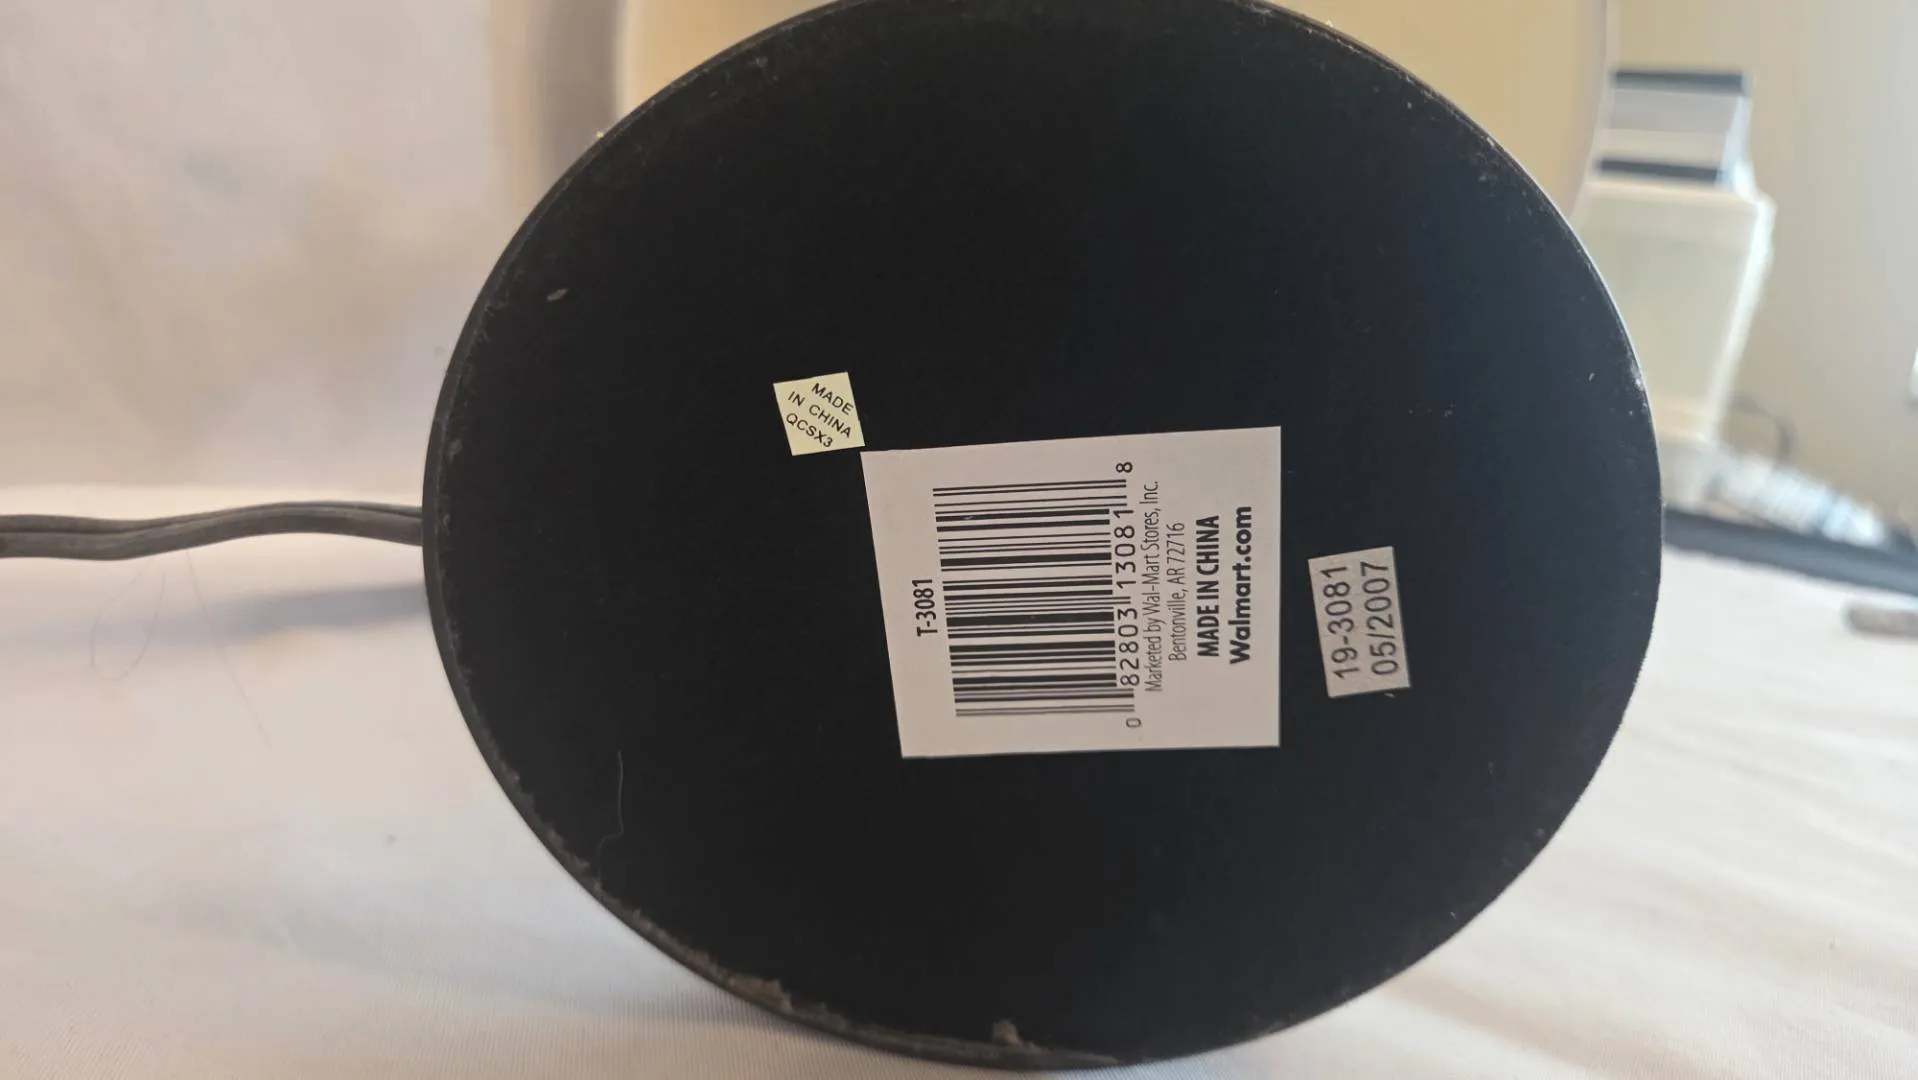 MADE
IN CHINA
QCSX3
T-3081
0 82803 13081 8
Marketed by Wal-Mart Stores, Inc.
Bentonville, AR 72716
MADE IN CHINA
Walmart.com
19-3081
05/2007